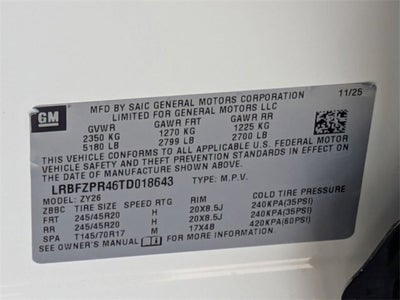 GM
MFD BY SAIC GENERAL MOTORS CORPORATION 11/25
LIMITED FOR GENERAL MOTORS LLC
GVWR GAWR FRT GAWR RR
2350 KG 1270 KG 1225 KG
5180 LB 2799 LB 2700 LB
THIS VEHICLE CONFORMS TO ALL APPLICABLE U.S. FEDERAL MOTOR
VEHICLE SAFETY, BUMPER, AND THEFT PREVENTION STANDARDS IN EFFECT ON
THE DATE OF MANUFACTURE SHOWN ABOVE.
LRBFZPR46TD018643 TYPE: M.P.V.
MODEL: ZY26
ZBBC TIRE SIZE SPEED RTG RIM COLD TIRE PRESSURE
FRT 245/45R20 H 20X8.5J 240KPA(35PSI)
RR 245/45R20 H 20X8.5J 240KPA(35PSI)
SPA T145/70R17 M 17X4B 420KPA(60PSI)
SEE OWNER'S MANUAL FOR MORE INFORMATION.